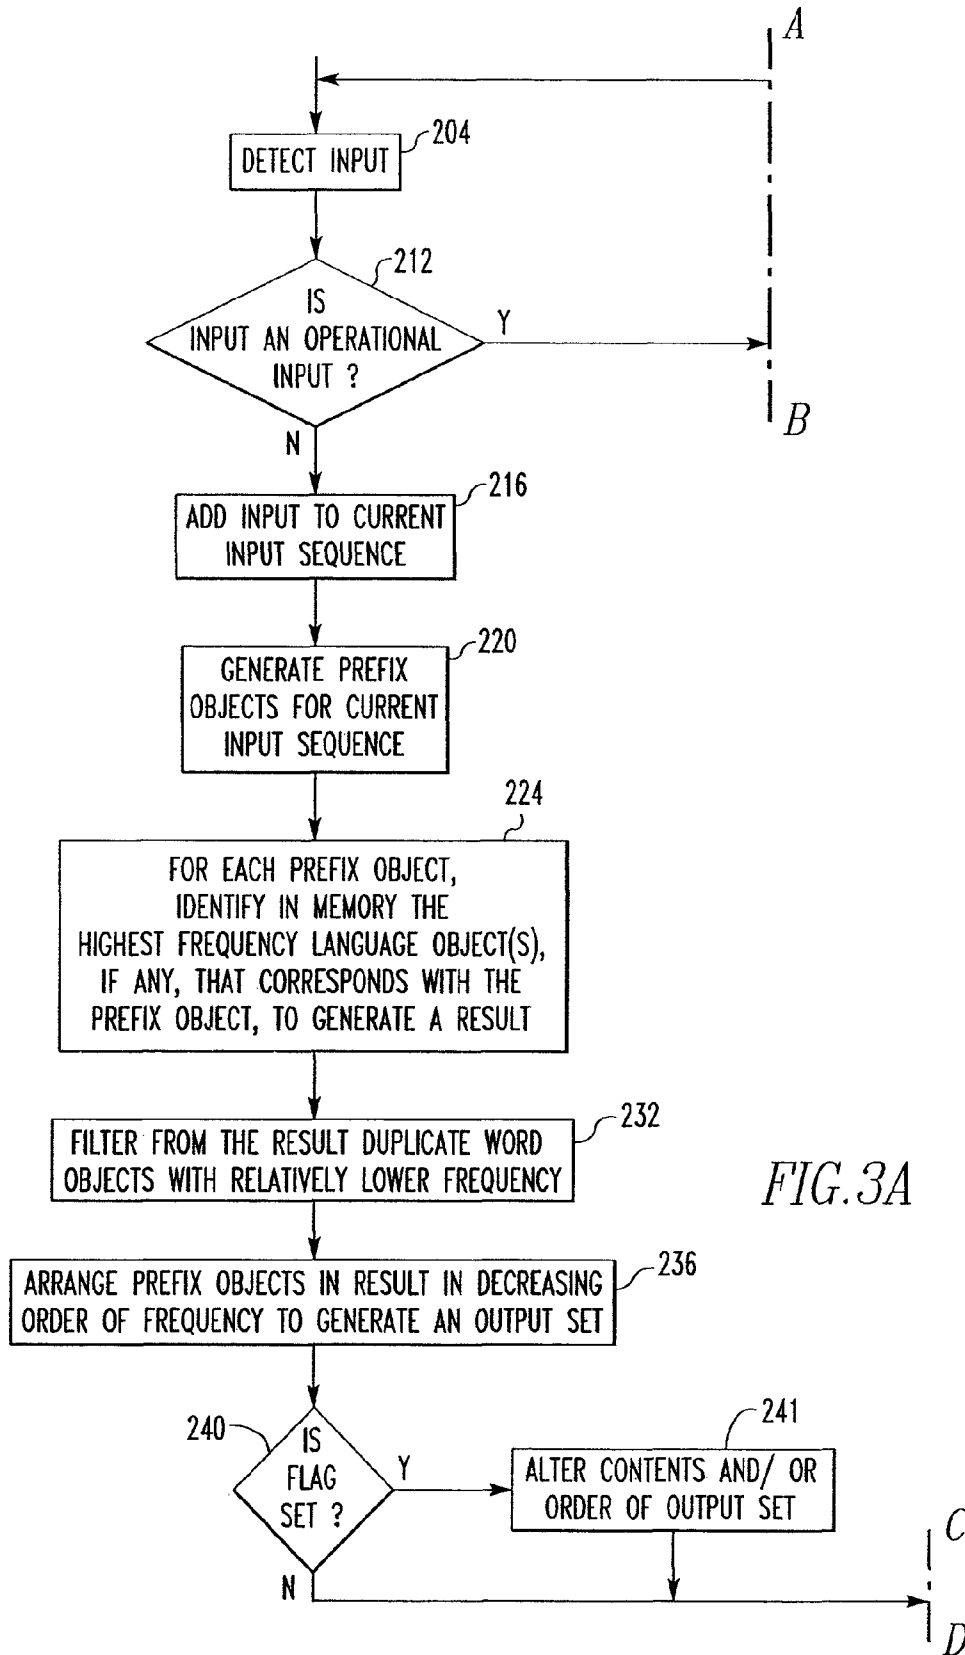 A
204
DETECT INPUT
212
IS
INPUT AN OPERATIONAL
INPUT ?
Y
B
N
216
ADD INPUT TO CURRENT
INPUT SEQUENCE
220
GENERATE PREFIX
OBJECTS FOR CURRENT
INPUT SEQUENCE
224
FOR EACH PREFIX OBJECT,
IDENTIFY IN MEMORY THE
HIGHEST FREQUENCY LANGUAGE OBJECT(S),
IF ANY, THAT CORRESPONDS WITH THE
PREFIX OBJECT, TO GENERATE A RESULT
232
FILTER FROM THE RESULT DUPLICATE WORD
OBJECTS WITH RELATIVELY LOWER FREQUENCY
FIG.3A
236
ARRANGE PREFIX OBJECTS IN RESULT IN DECREASING
ORDER OF FREQUENCY TO GENERATE AN OUTPUT SET
240
IS
FLAG
SET ?
Y
241
ALTER CONTENTS AND/ OR
ORDER OF OUTPUT SET
C
N
D